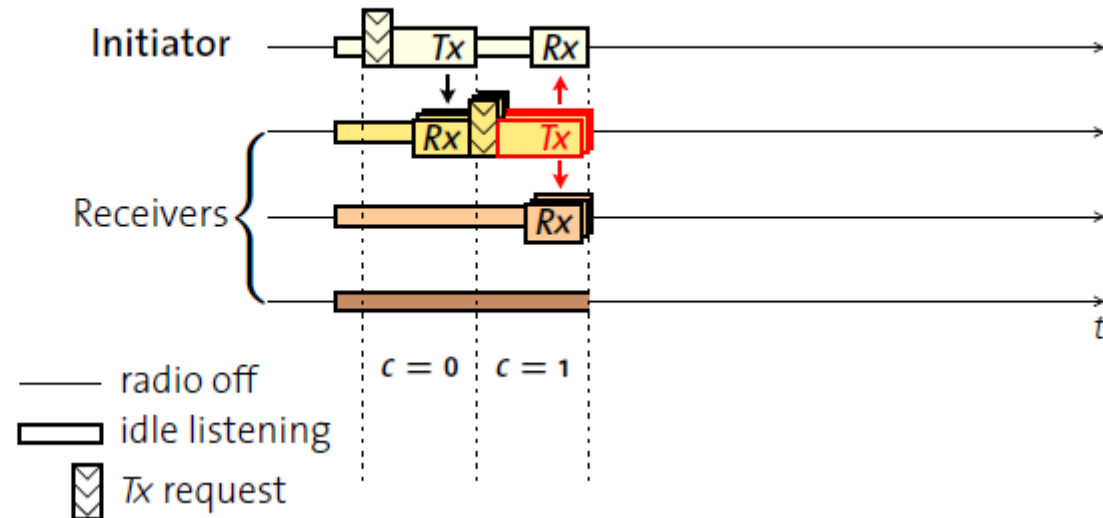 Initiator Tx Rx
Rx Tx
Receivers Rx
t
c = 0 c = 1
radio off
idle listening
Tx request